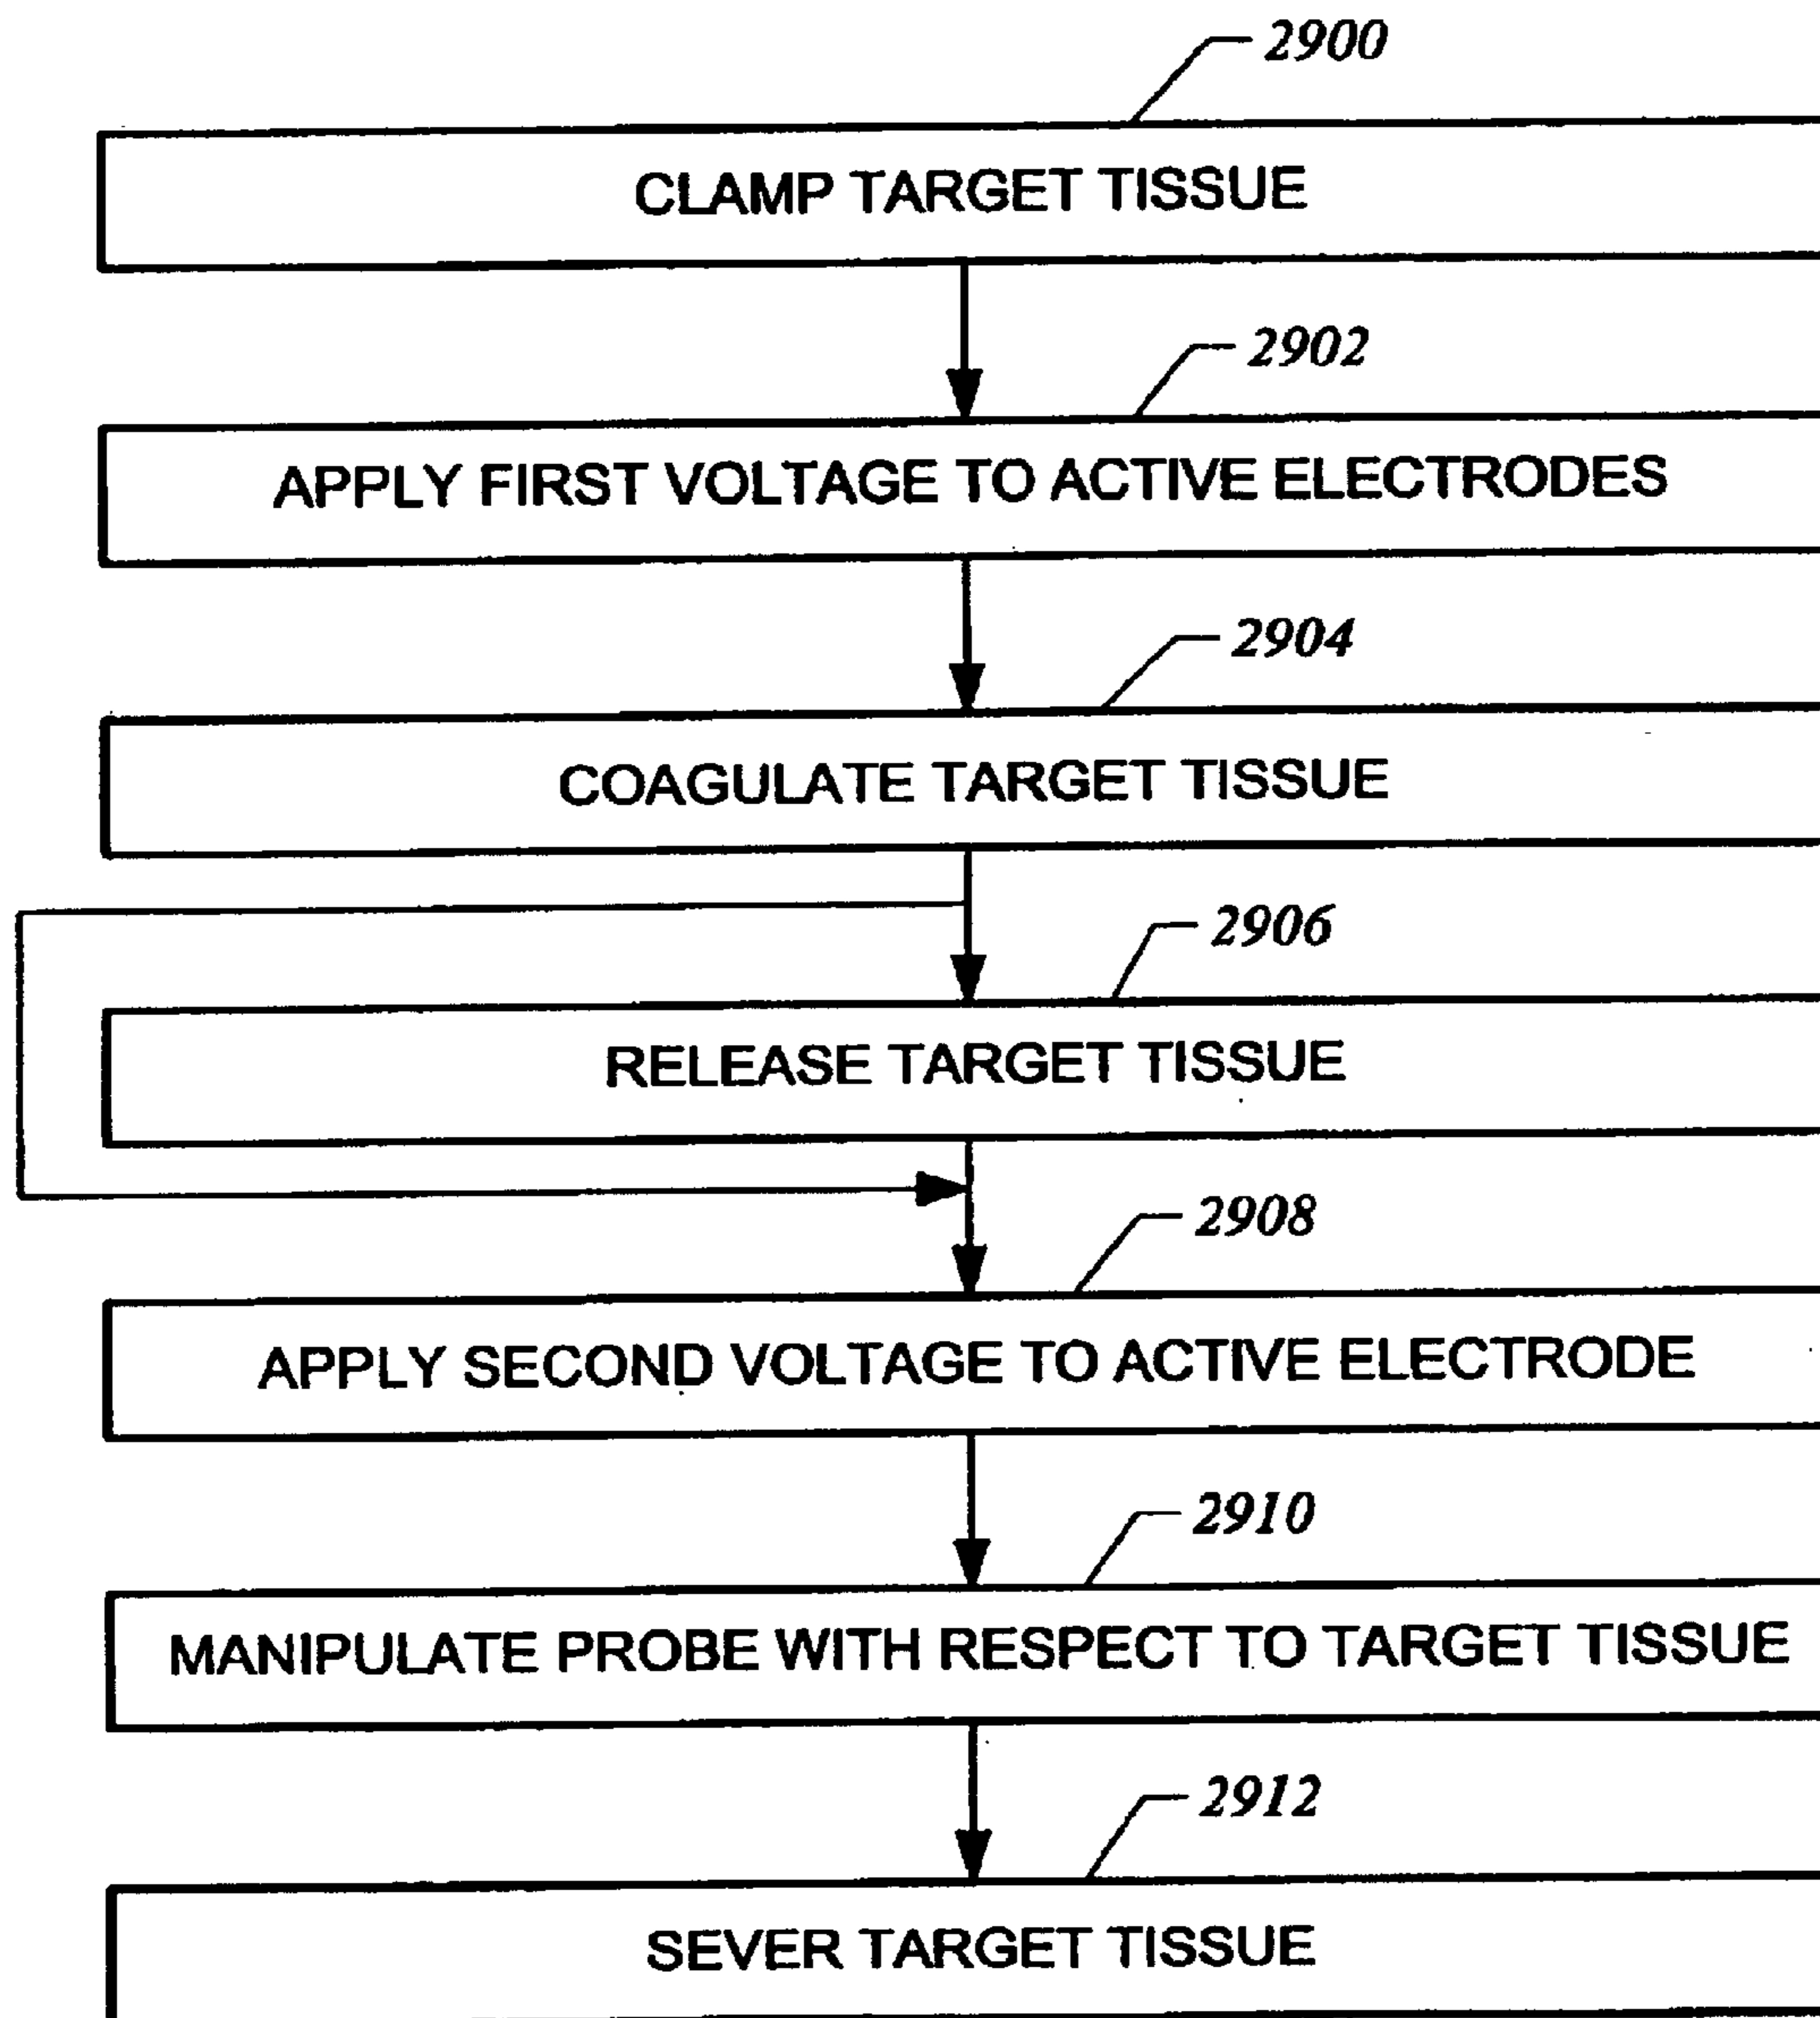 2900
CLAMP TARGET TISSUE
2902
APPLY FIRST VOLTAGE TO ACTIVE ELECTRODES
2904
COAGULATE TARGET TISSUE
2906
RELEASE TARGET TISSUE
2908
APPLY SECOND VOLTAGE TO ACTIVE ELECTRODE
2910
MANIPULATE PROBE WITH RESPECT TO TARGET TISSUE
2912
SEVER TARGET TISSUE